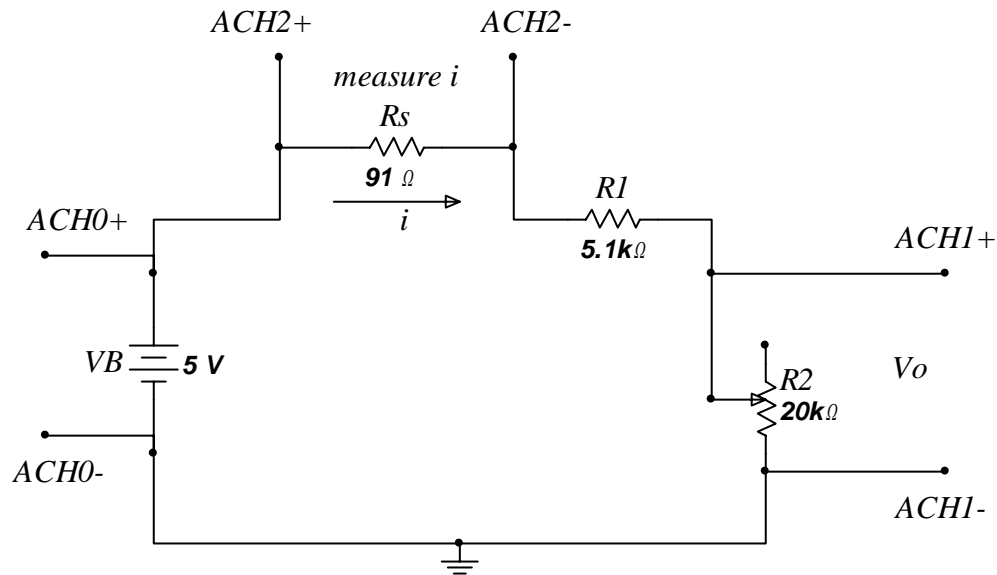 ACH2+
ACH2-
measure i
Rs
91 Ω
i
R1
5.1kΩ
ACH0+
ACH1+
VB
5 V
R2
20kΩ
Vo
ACH0-
ACH1-